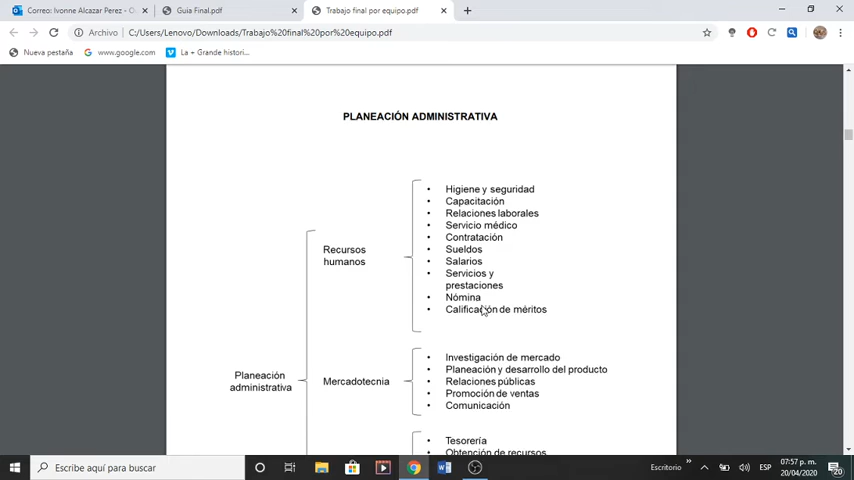 Correo: Ivonne Alcazar Perez - O
Guia Final.pdf
Trabajo final por equipo.pdf
Archivo
C:/Users/Lenovo/Downloads/Trabajo%20final%20por%20equipo.pdf
Nueva pestaña
www.google.com
La + Grande histori...
PLANEACIÓN ADMINISTRATIVA
Planeación
administrativa
Recursos
humanos
• Higiene y seguridad
• Capacitación
• Relaciones laborales
• Servicio médico
• Contratación
• Sueldos
• Salarios
• Servicios y
prestaciones
• Nómina
• Calificación de méritos
Mercadotecnia
• Investigación de mercado
• Planeación y desarrollo del producto
• Relaciones públicas
• Promoción de ventas
• Comunicación
• Tesorería
• Obtención de recursos
Escribe aquí para buscar
Escritorio
ESP
07:57 p. m.
20/04/2020
20